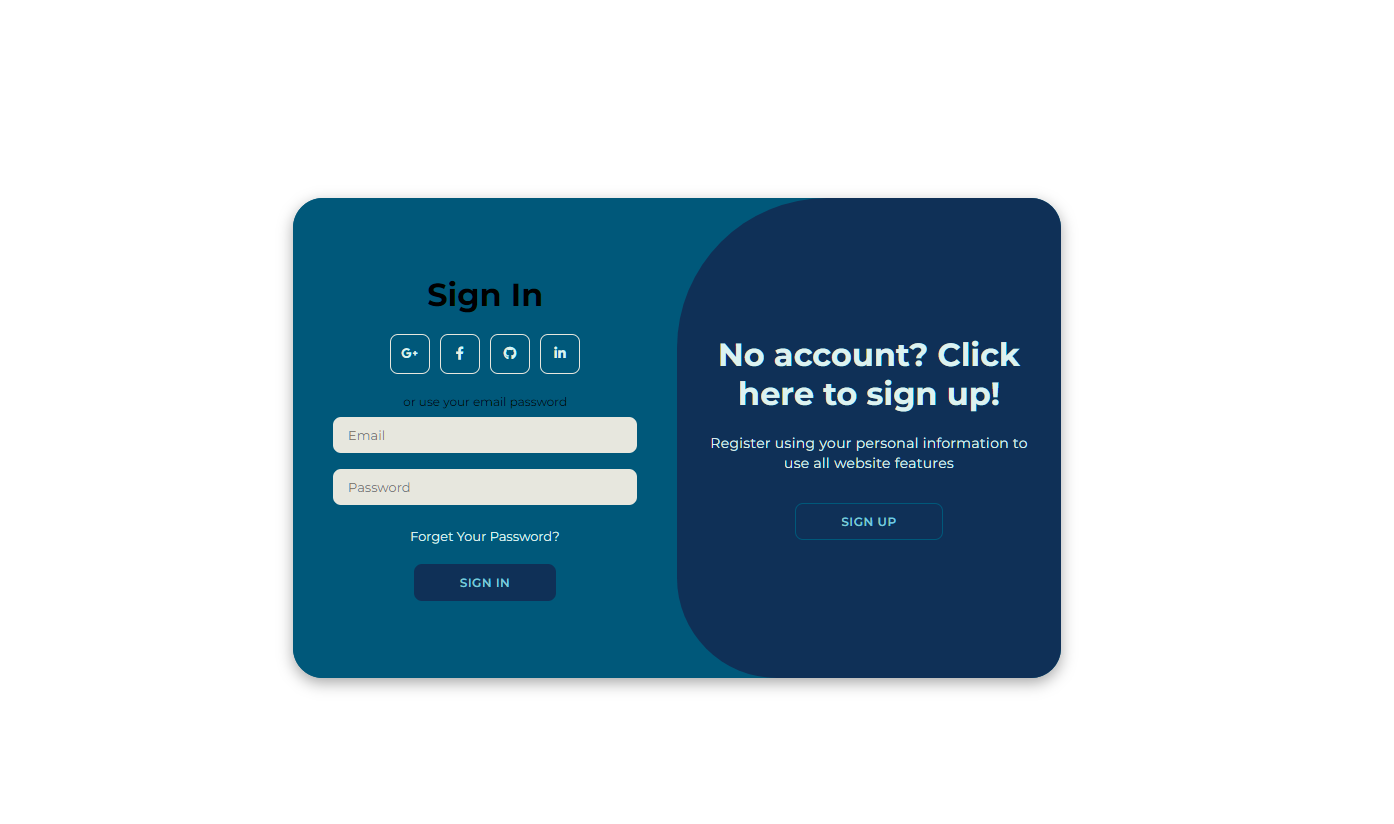 Sign In
G+ f in
or use your email password
Email
Password
Forget Your Password?
SIGN IN
No account? Click
here to sign up!
Register using your personal information to
use all website features
SIGN UP